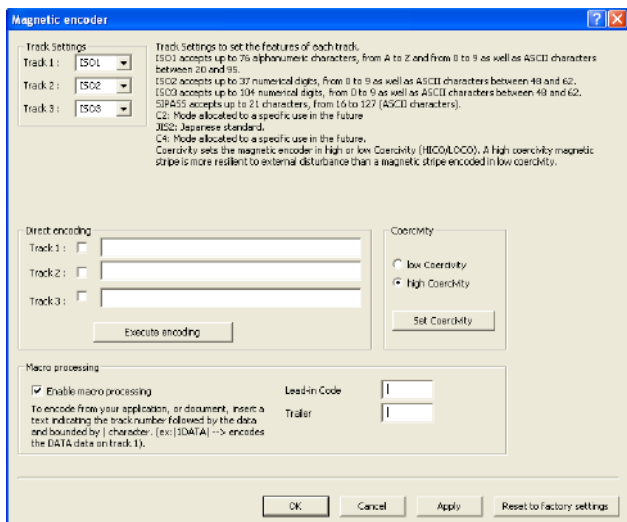 Magnetic encoder
Track Settings
Track 1 : ISO1
Track 2 : ISO2
Track 3 : ISO3
Track Settings to set the features of each track.
ISO1 accepts up to 76 alphanumeric characters, from A to Z and from 0 to 9 as well as ASCII characters
between 20 and 95.
ISO2 accepts up to 37 numerical digits, from 0 to 9 as well as ASCII characters between 48 and 62.
ISO3 accepts up to 104 numerical digits, from 0 to 9 as well as ASCII characters between 48 and 62.
SIPASS accepts up to 21 characters, from 16 to 127 (ASCII characters).
C2: Mode allocated to a specific use in the future
JIS2: Japanese standard.
C4: Mode allocated to a specific use in the future.
Coercivity sets the magnetic encoder in high or low Coercivity (HICO/LOCO). A high coercivity magnetic
stripe is more resilient to external disturbance than a magnetic stripe encoded in low coercivity.
Direct encoding
Track 1 :
Track 2 :
Track 3 :
Execute encoding
Coercivity
low Coercivity
high Coercivity
Set Coercivity
Macro processing
Enable macro processing
To encode from your application, or document, insert a
text indicating the track number followed by the data
and bounded by | character. (ex: |1DATA| --> encodes
the DATA data on track 1).
Lead-in Code |
Trailer |
OK Cancel Apply Reset to factory settings